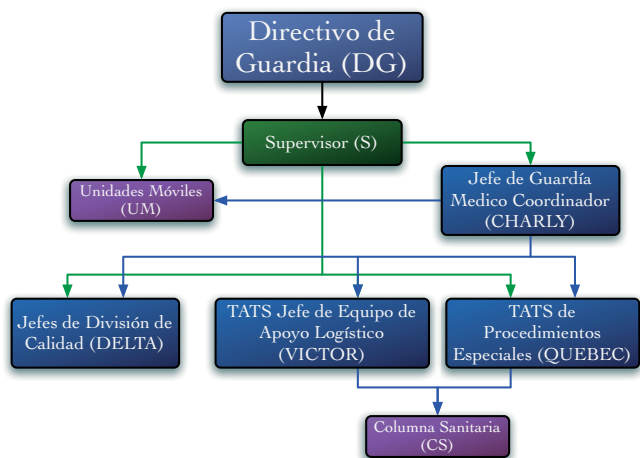 Directivo de
Guardia (DG)
Supervisor (S)
Unidades Móviles
(UM)
Jefe de Guardía
Medico Coordinador
(CHARLY)
Jefes de División de
Calidad (DELTA)
TATS Jefe de Equipo de
Apoyo Logístico
(VICTOR)
TATS de
Procedimientos
Especiales (QUEBEC)
Columna Sanitaria
(CS)